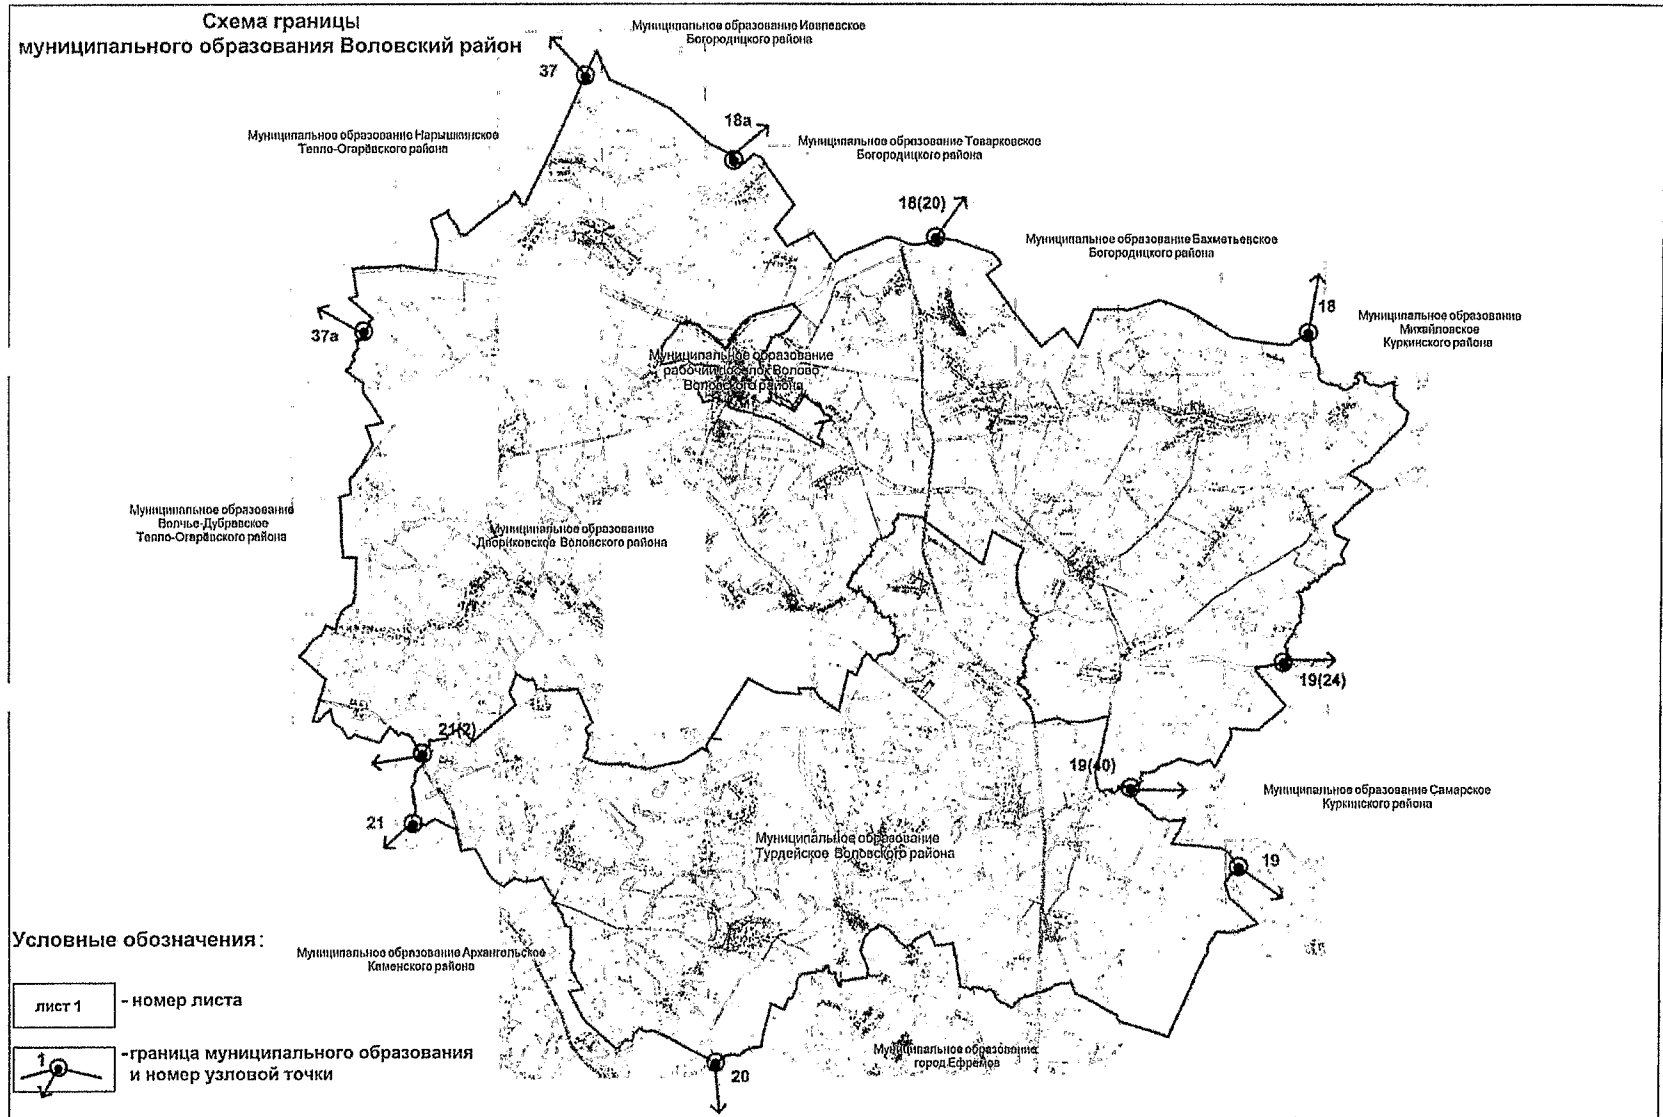 Схема границы
муниципального образования Воловский район
Муниципальное образование Иевлевское
Богородицкого района
37
18а
Муниципальное образование Нарышкинское
Тепло-Огарёвского района
Муниципальное образование Товарковское
Богородицкого района
18(20)
Муниципальное образование Бахметьевское
Богородицкого района
18
37а
Муниципальное образование
Михайловское
Куркинского района
Муниципальное образование
рабочий поселок Волово
Воловского района
Муниципальное образование
Волчье-Дубравское
Тепло-Огарёвского района
Муниципальное образование
Двориковское Воловского района
19(24)
21(2)
19(40)
Муниципальное образование Самарское
Куркинского района
21
Муниципальное образование
Турдейское Воловского района
19
Условные обозначения:
Муниципальное образование Архангельское
Каменского района
лист 1
- номер листа
Муниципальное образование
город Ефремов
1
-граница муниципального образования
и номер узловой точки
20